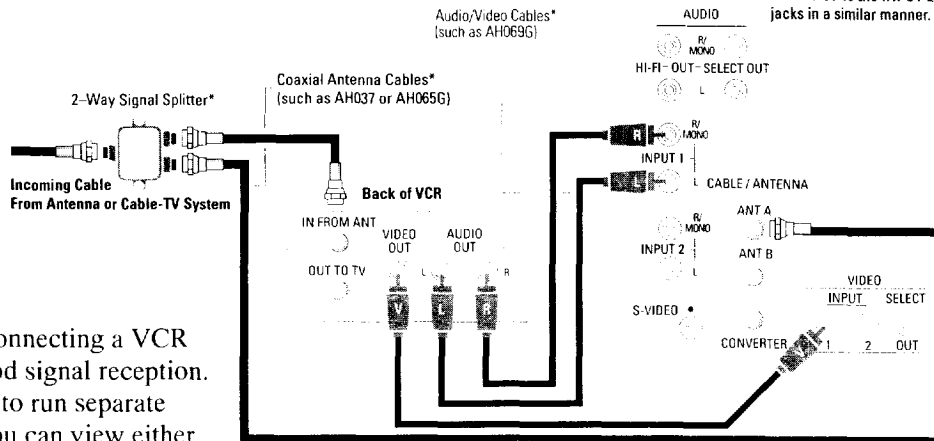 jacks in a similar manner.
Audio/Video Cables*
(such as AH069G)
AUDIO
R/
MONO
HI-FI – OUT – SELECT OUT
L
Coaxial Antenna Cables*
(such as AH037 or AH065G)
2–Way Signal Splitter*
R
R/
MONO
INPUT 1
L
L
CABLE / ANTENNA
Incoming Cable
From Antenna or Cable-TV System
Back of VCR
IN FROM ANT
VIDEO
OUT
AUDIO
OUT
OUT TO TV
L
R
V
L
R
R/
MONO
INPUT 2
L
ANT A
ANT B
VIDEO
INPUT
SELECT
S-VIDEO
CONVERTER
V
1
2
OUT
onnecting a VCR
od signal reception.
to run separate
ou can view either